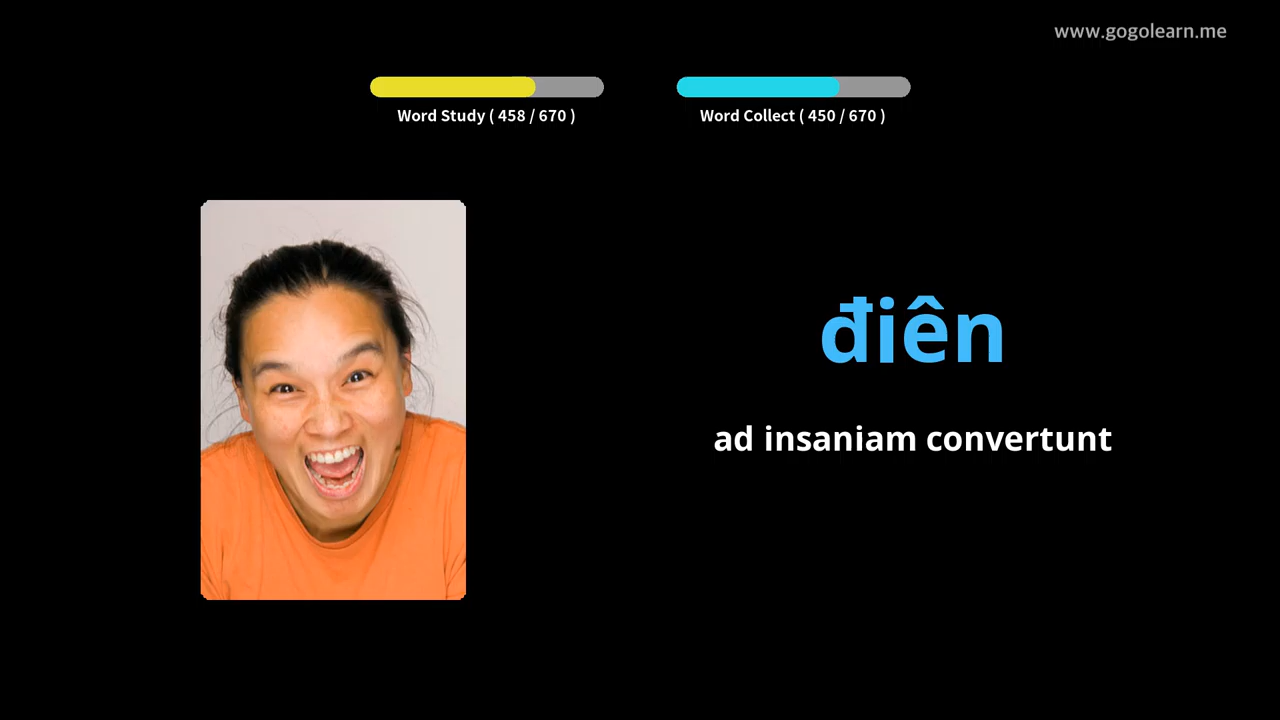 www.gogolearn.me
Word Study ( 458 / 670 )
Word Collect ( 450 / 670 )
điên
ad insaniam convertunt